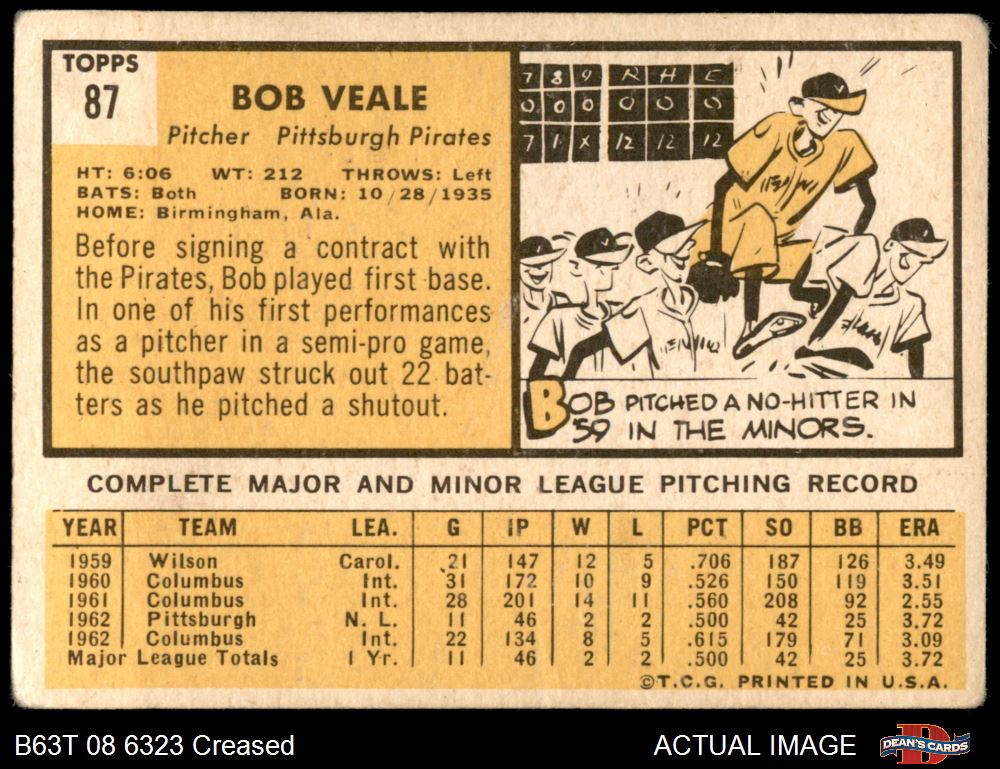 TOPPS
87
BOB VEALE
Pitcher Pittsburgh Pirates
HT: 6:06 WT: 212 THROWS: Left
BATS: Both BORN: 10/28/1935
HOME: Birmingham, Ala.
Before signing a contract with
the Pirates, Bob played first base.
In one of his first performances
as a pitcher in a semi-pro game,
the southpaw struck out 22 bat-
ters as he pitched a shutout.
7 8 9 R H E
0 0 0 0 0 0
7 1 X 12 12 12
BOB PITCHED A NO-HITTER IN
'59 IN THE MINORS.
COMPLETE MAJOR AND MINOR LEAGUE PITCHING RECORD
YEAR TEAM LEA. G IP W L PCT SO BB ERA
1959 Wilson Carol. 21 147 12 5 .706 187 126 3.49
1960 Columbus Int. 31 172 10 9 .526 150 119 3.51
1961 Columbus Int. 28 201 14 11 .560 208 92 2.55
1962 Pittsburgh N. L. 11 46 2 2 .500 42 25 3.72
1962 Columbus Int. 22 134 8 5 .615 179 71 3.09
Major League Totals 1 Yr. 11 46 2 2 .500 42 25 3.72
©T.C.G. PRINTED IN U.S.A.
B63T 08 6323 Creased
ACTUAL IMAGE
DEAN'S CARDS